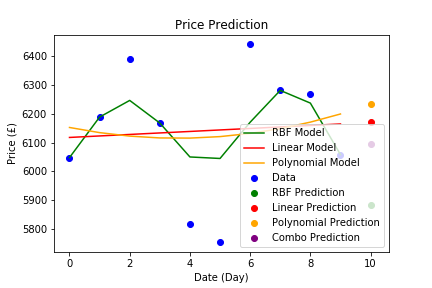 Price Prediction
Price (£)
6400
6300
6200
6100
6000
5900
5800
RBF Model
Linear Model
Polynomial Model
Data
RBF Prediction
Linear Prediction
Polynomial Prediction
Combo Prediction
0 2 4 6 8 10
Date (Day)